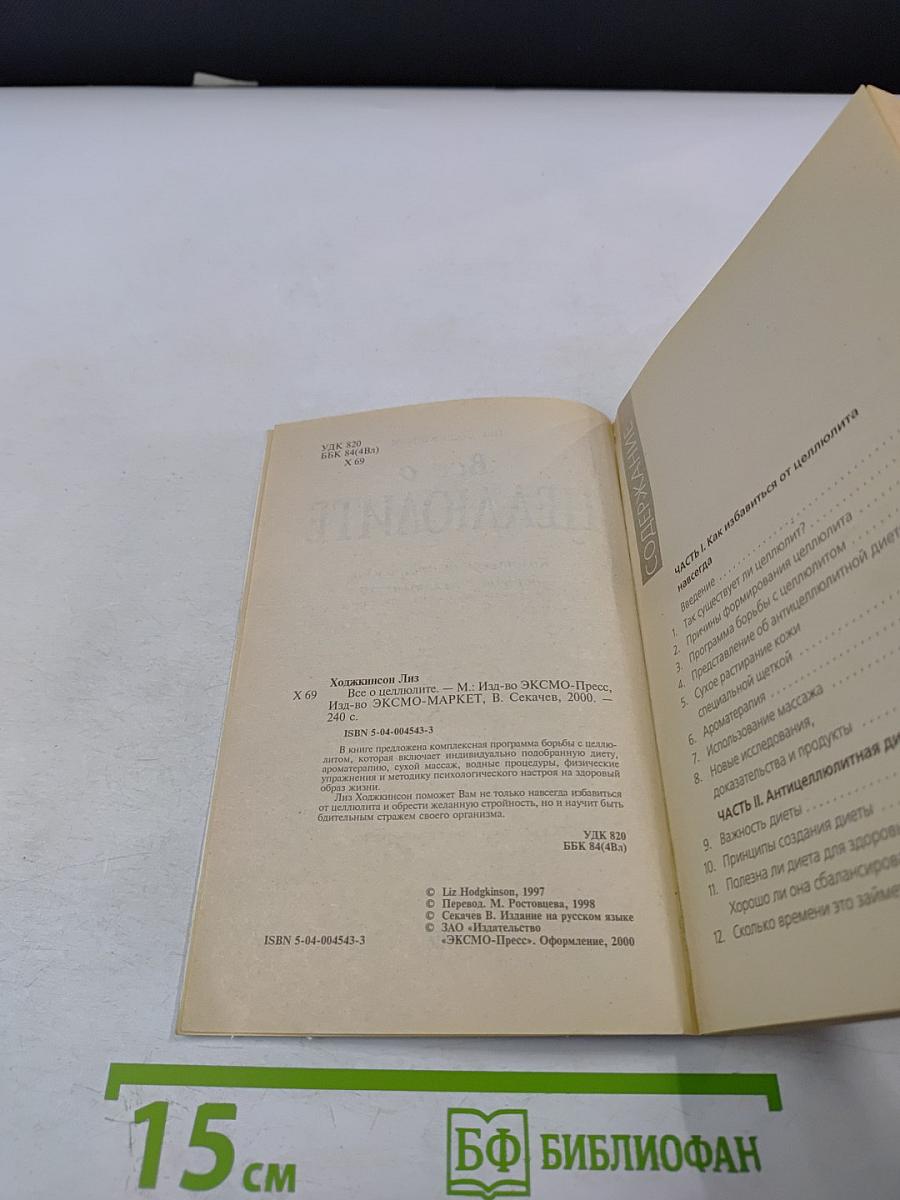 УДК 820
ББК 84(4Вл)
Х 69
Ходжкинсон Лиз
Х 69 Все о целлюлите. — М.: Изд-во ЭКСМО-Пресс,
Изд-во ЭКСМО-МАРКЕТ, В. Секачев, 2000. —
240 с.
ISBN 5-04-004543-3
В книге предложена комплексная программа борьбы с целлю-
литом, которая включает индивидуально подобранную диету,
ароматерапию, сухой массаж, водные процедуры, физические
упражнения и методику психологического настроя на здоровый
образ жизни.
Лиз Ходжкинсон поможет Вам не только навсегда избавиться
от целлюлита и обрести желанную стройность, но и научит быть
бдительным стражем своего организма.
УДК 820
ББК 84(4Вл)
© Liz Hodgkinson, 1997
© Перевод. М. Ростовцева, 1998
© Секачев В. Издание на русском языке
© ЗАО «Издательство
«ЭКСМО-Пресс». Оформление, 2000
ISBN 5-04-004543-3
СОДЕРЖАНИЕ
ЧАСТЬ I. Как избавиться от целлюлита
навсегда
Введение
1. Так существует ли целлюлит?
2. Причины формирования целлюлита
3. Программа борьбы с целлюлитом
4. Представление об антицеллюлитной диет
5. Сухое растирание кожи
специальной щеткой
6. Ароматерапия
7. Использование массажа
8. Новые исследования,
доказательства и продукты
ЧАСТЬ II. Антицеллюлитная ди
9. Важность диеты
10. Принципы создания диеты
11. Полезна ли диета для здоровь
Хорошо ли она сбалансирова
12. Сколько времени это займе
15 см
БФ БИБЛИОФАН